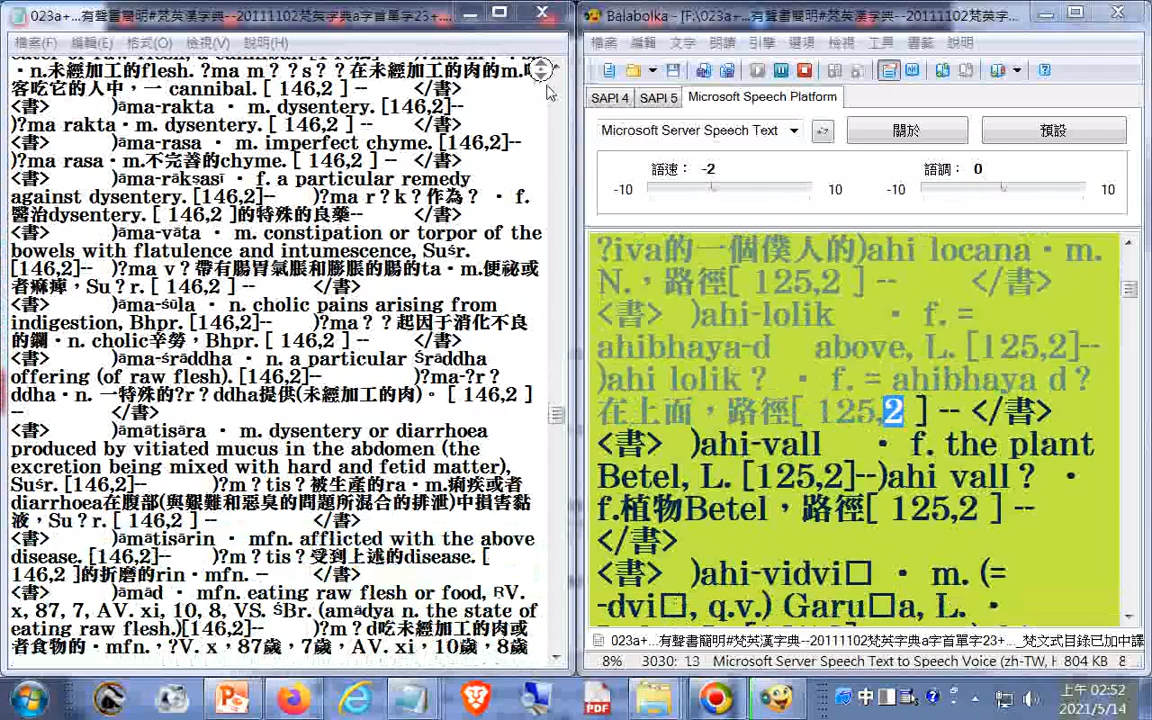 023a+...有聲書簡明#梵英漢字典--20111102梵英字典a字首單字23+...
檔案(F) 編輯(E) 格式(O) 檢視(V) 說明(H)
‧n.未經加工的flesh. ?ma m??s??在未經加工的肉的m.吃
客吃它的人中，一 cannibal. [ 146,2 ] -- </書>
<書> )āma-rakta ‧ m. dysentery. [146,2]--
)?ma rakta‧m. dysentery. [ 146,2 ] -- </書>
<書> )āma-rasa ‧ m. imperfect chyme. [146,2]--
)?ma rasa‧m.不完善的chyme. [ 146,2 ] -- </書>
<書> )āma-rākṣasī ‧ f. a particular remedy
against dysentery. [146,2]-- )?ma r?k?作為? ‧ f.
醫治dysentery. [ 146,2 ]的特殊的良藥-- </書>
<書> )āma-vāta ‧ m. constipation or torpor of the
bowels with flatulence and intumescence, Suśr.
[146,2]-- )?ma v?帶有腸胃氣脹和膨脹的腸的ta‧m.便祕或
者麻痺，Su?r. [ 146,2 ] -- </書>
<書> )āma-śūla ‧ n. cholic pains arising from
indigestion, Bhpr. [146,2]-- )?ma??起因于消化不良
的鑭‧n. cholic辛勞，Bhpr. [ 146,2 ] -- </書>
<書> )āma-śrāddha ‧ n. a particular Śrāddha
offering (of raw flesh). [146,2]-- )?ma-?r?
ddha‧n. 一特殊的?r?ddha提供(未經加工的肉)。 [ 146,2 ]
-- </書>
<書> )āmātisāra ‧ m. dysentery or diarrhoea
produced by vitiated mucus in the abdomen (the
excretion being mixed with hard and fetid matter),
Suśr. [146,2]-- )?m?tis?被生產的ra‧m.痢疾或者
diarrhoea在腹部(與艱難和惡臭的問題所混合的排泄)中損害黏
液，Su?r. [ 146,2 ] -- </書>
<書> )āmātisārin ‧ mfn. afflicted with the above
disease. [146,2]-- )?m?tis?受到上述的disease. [
146,2 ]的折磨的rin‧mfn. -- </書>
<書> )āmād ‧ mfn. eating raw flesh or food, RV.
x, 87, 7, AV. xi, 10, 8, VS. ŚBr. (amādya n. the state of
eating raw flesh.)[146,2]-- )?m?d吃未經加工的肉或
者食物的‧mfn.，?V. x，87歲，7歲，AV. xi，10歲，8歲
Balabolka - [F:\023a+...有聲書簡明#梵英漢字典--20111102梵英字...
檔案 編輯 文字 朗讀 引擎 選項 檢視 工具 書籤 說明
SAPI 4 SAPI 5 Microsoft Speech Platform
Microsoft Server Speech Text 關於 預設
語速： -2 語調： 0
-10 10 -10 10
?iva的一個僕人的)ahi locana‧m.
N.，路徑[ 125,2 ] -- </書>
<書> )ahi-lolik ‧ f. =
ahibhaya-d above, L. [125,2]--
)ahi lolik? ‧ f. = ahibhaya d?
在上面，路徑[ 125,2 ] -- </書>
<書> )ahi-vall ‧ f. the plant
Betel, L. [125,2]--)ahi vall? ‧
f.植物Betel，路徑[ 125,2 ] --
</書>
<書> )ahi-vidvi□ ‧ m. (=
-dvi□, q.v.) Garu□a, L. ‧
023a+...有聲書簡明#梵英漢字典--20111102梵英字典a字首單字23+..._梵文式目錄已加中譯
8% 3030: 13 Microsoft Server Speech Text to Speech Voice (zh-TW, H 804 KB 8
PDF 中 上午 02:52
2021/5/14